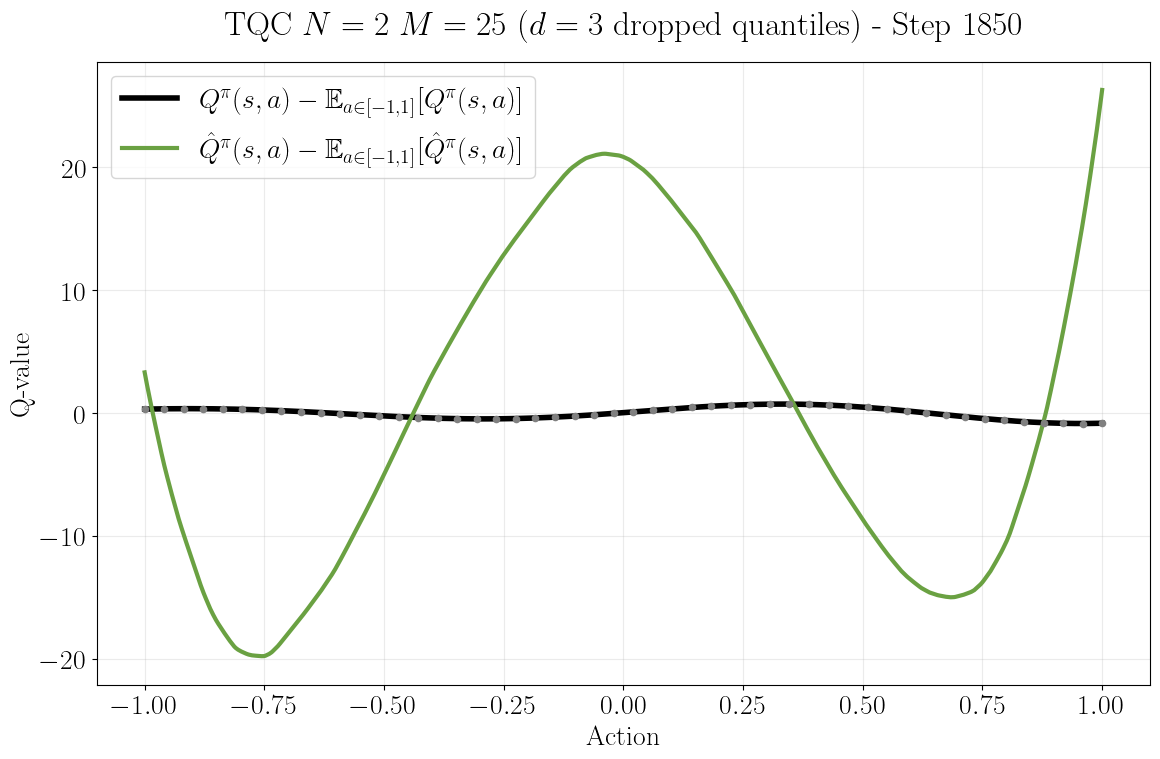 TQC N = 2 M = 25 (d = 3 dropped quantiles) - Step 1850
Q^π(s, a) − 𝔼_{a∈[−1,1]}[Q^π(s, a)]
Q̂^π(s, a) − 𝔼_{a∈[−1,1]}[Q̂^π(s, a)]
20
10
0
−10
−20
Q-value
−1.00 −0.75 −0.50 −0.25 0.00 0.25 0.50 0.75 1.00
Action